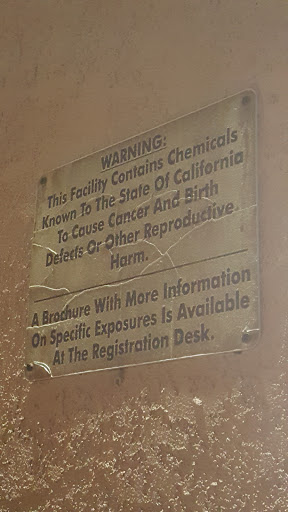 WARNING:
This Facility Contains Chemicals
Known To The State Of California
To Cause Cancer And Birth
Defects Or Other Reproductive
Harm.
A Brochure With More Information
On Specific Exposures Is Available
At The Registration Desk.